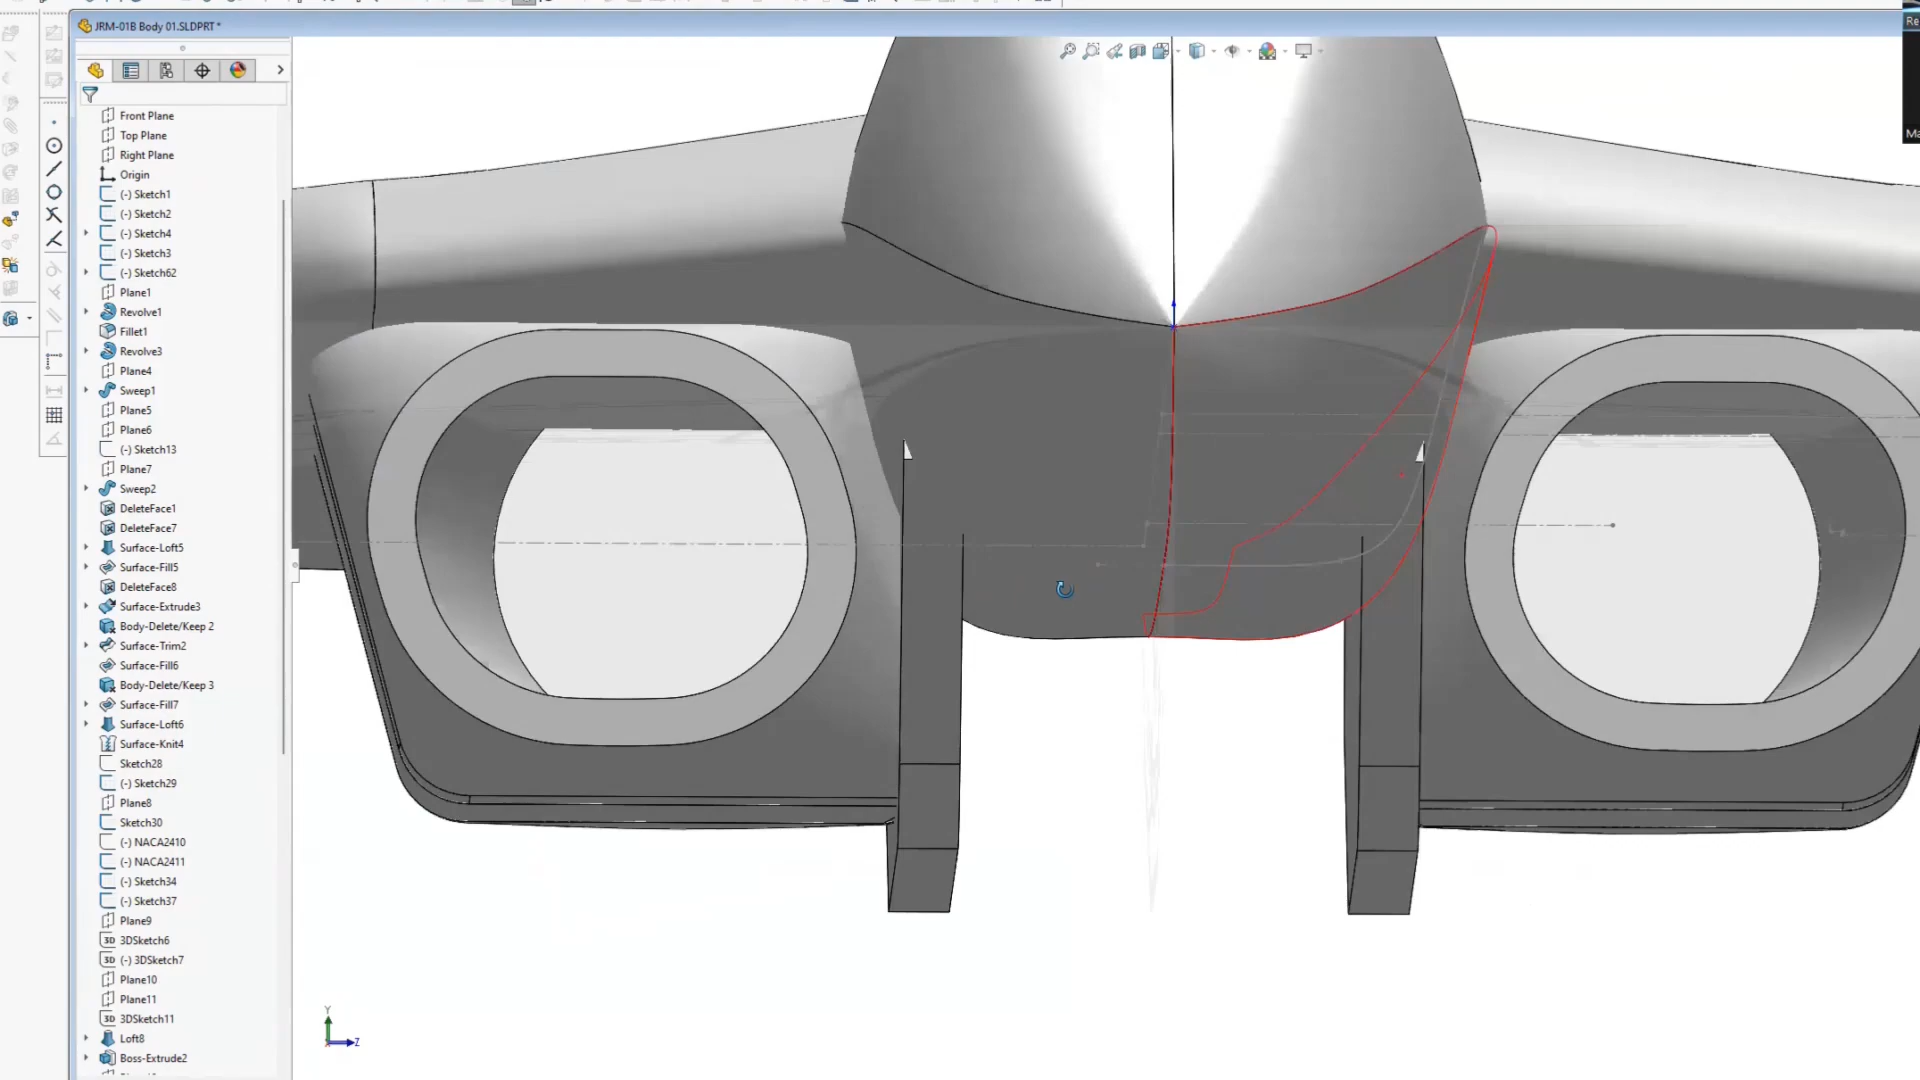 JRM-01B Body 01.SLDPRT *
Re
Ma
Front Plane
Top Plane
Right Plane
Origin
(-) Sketch1
(-) Sketch2
(-) Sketch4
(-) Sketch3
(-) Sketch62
Plane1
Revolve1
Fillet1
Revolve3
Plane4
Sweep1
Plane5
Plane6
(-) Sketch13
Plane7
Sweep2
DeleteFace1
DeleteFace7
Surface-Loft5
Surface-Fill5
DeleteFace8
Surface-Extrude3
Body-Delete/Keep 2
Surface-Trim2
Surface-Fill6
Body-Delete/Keep 3
Surface-Fill7
Surface-Loft6
Surface-Knit4
Sketch28
(-) Sketch29
Plane8
Sketch30
(-) NACA2410
(-) NACA2411
(-) Sketch34
(-) Sketch37
Plane9
3D 3DSketch6
3D (-) 3DSketch7
Plane10
Plane11
3D 3DSketch11
Loft8
Boss-Extrude2
Y
Z